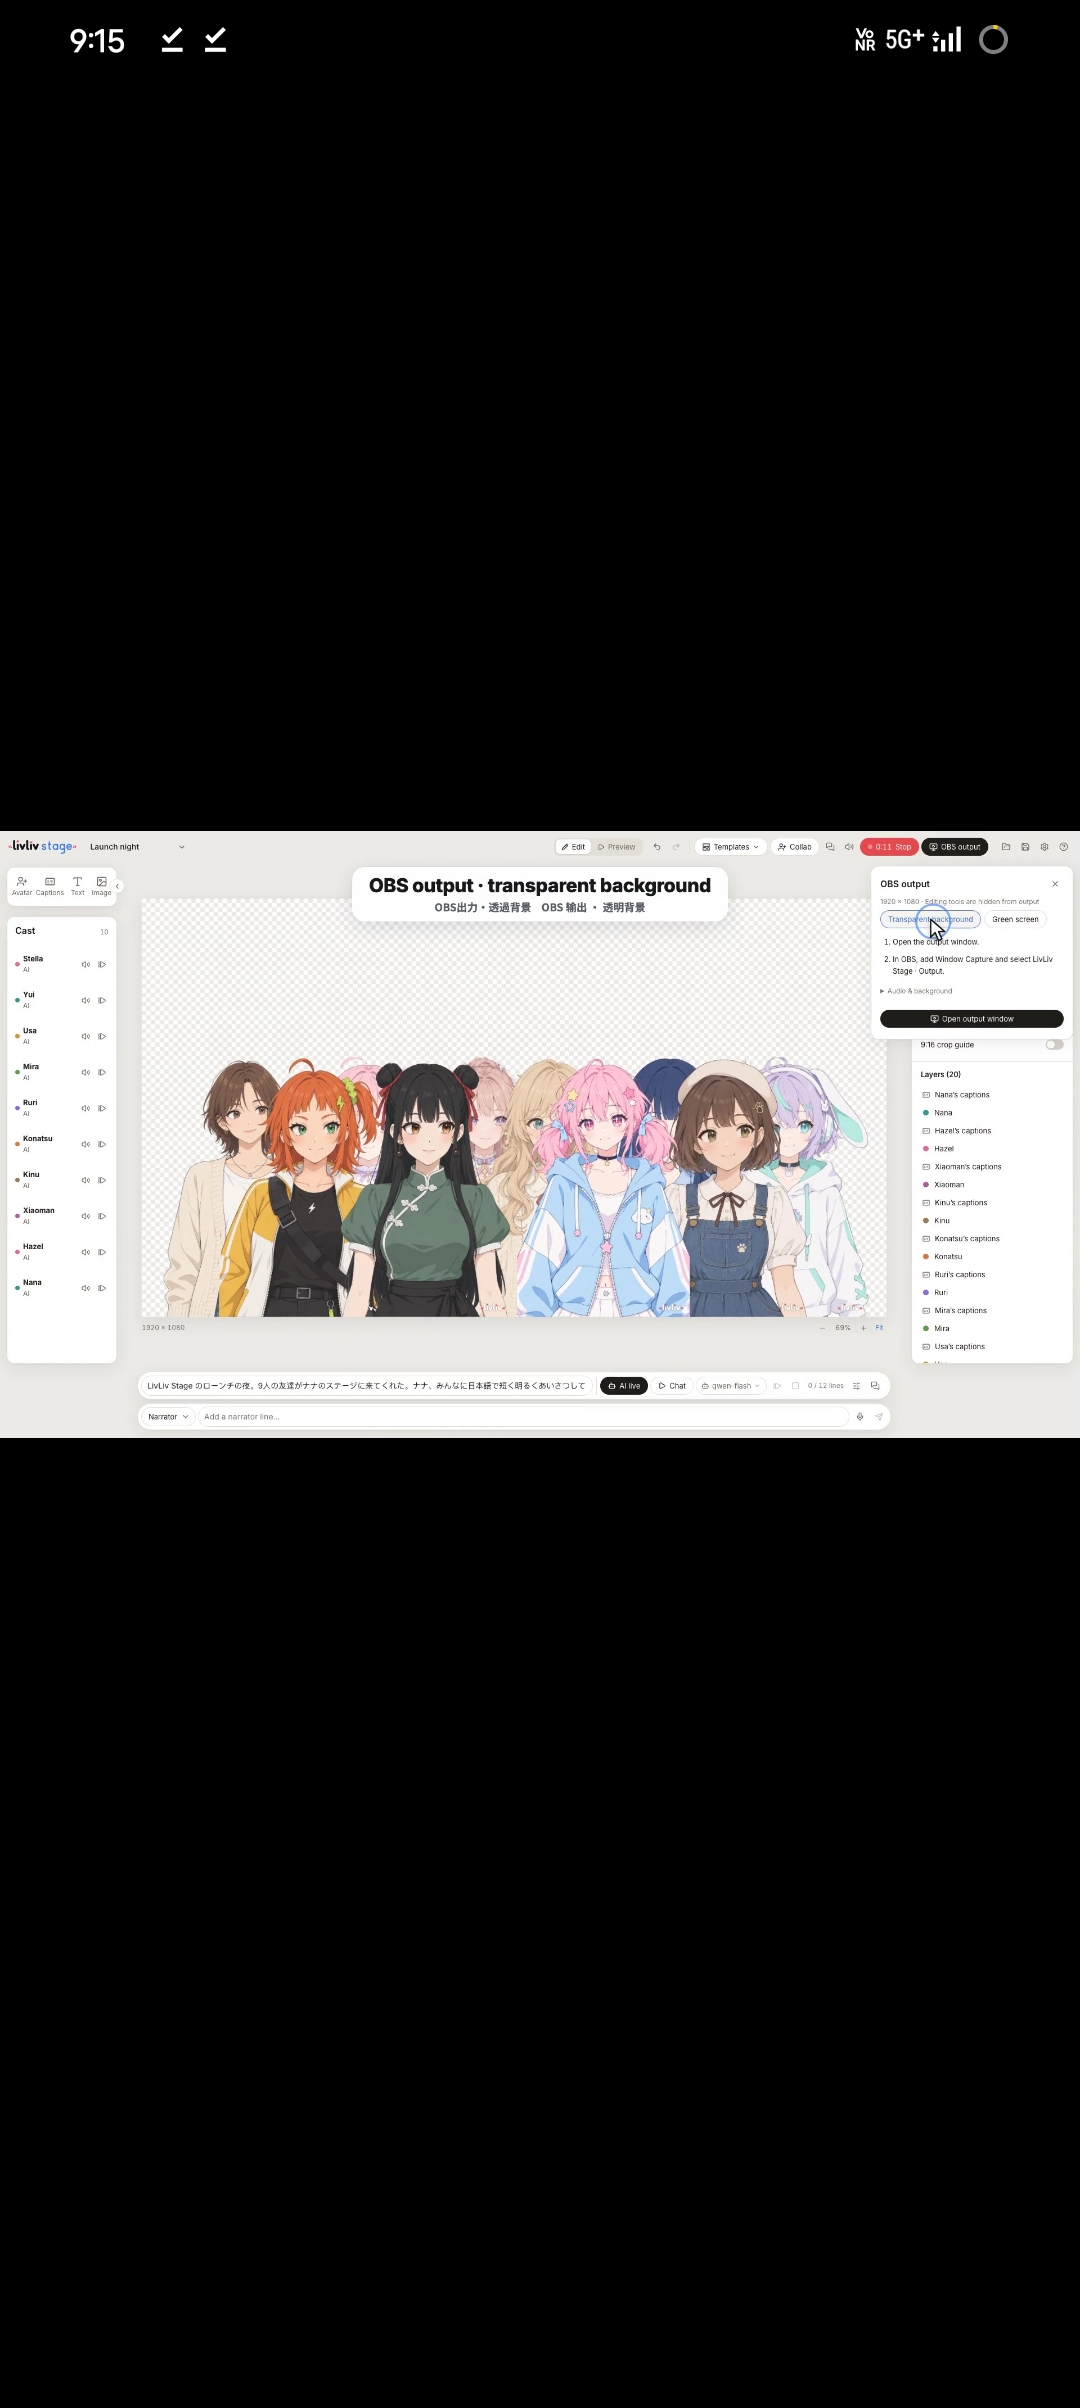 9:15
Vo NR 5G+
livliv stage
Launch night
Edit
Preview
Templates
Collab
0:11 Stop
OBS output
Avatar
Captions
Text
Image
OBS output · transparent background
OBS出力・透過背景 OBS 输出 · 透明背景
Cast
10
Stella
AI
Yui
AI
Usa
AI
Mira
AI
Ruri
AI
Konatsu
AI
Kinu
AI
Xiaoman
AI
Hazel
AI
Nana
AI
OBS output
1920 × 1080 · Editing tools are hidden from output
Transparent background
Green screen
1. Open the output window.
2. In OBS, add Window Capture and select LivLiv
Stage · Output.
Audio & background
Open output window
9:16 crop guide
Layers (20)
Nana's captions
Nana
Hazel's captions
Hazel
Xiaoman's captions
Xiaoman
Kinu's captions
Kinu
Konatsu's captions
Konatsu
Ruri's captions
Ruri
Mira's captions
Mira
Usa's captions
livliv
livliv
livliv
1920 × 1080
69%
Fit
LivLiv Stage のローンチの夜。9人の友達がナナのステージに来てくれた。ナナ、みんなに日本語で短く明るくあいさつして
AI live
Chat
qwen-flash
0 / 12 lines
Narrator
Add a narrator line...